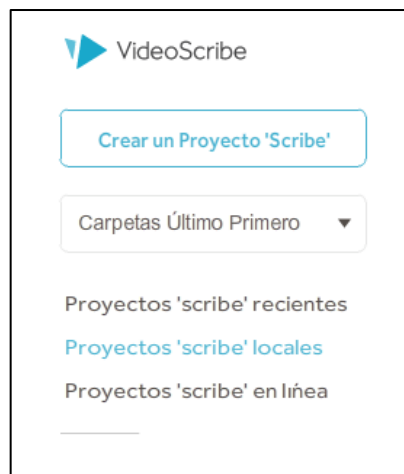 VideoScribe
Crear un Proyecto 'Scribe'
Carpetas Último Primero
Proyectos 'scribe' recientes
Proyectos 'scribe' locales
Proyectos 'scribe' en línea